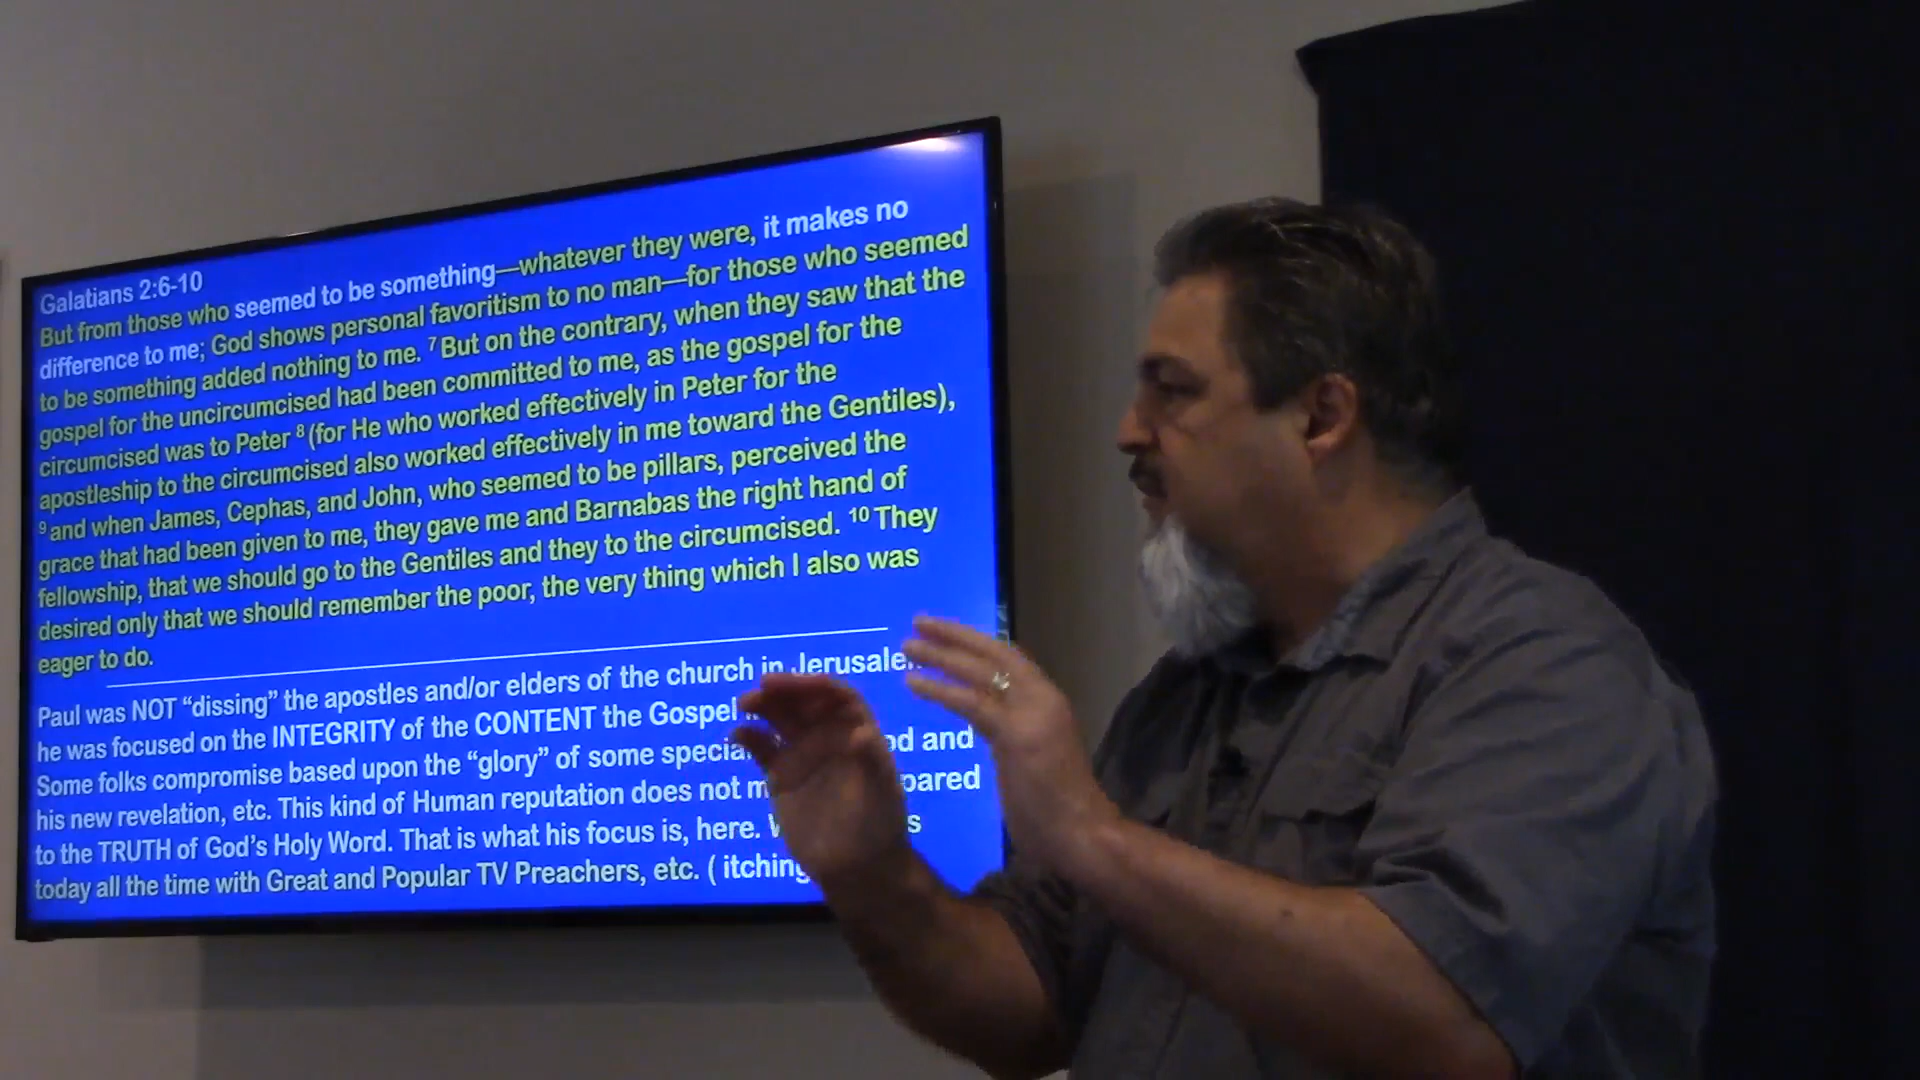 Galatians 2:6-10
But from those who seemed to be something—whatever they were, it makes no
difference to me; God shows personal favoritism to no man—for those who seemed
to be something added nothing to me. 7 But on the contrary, when they saw that the
gospel for the uncircumcised had been committed to me, as the gospel for the
circumcised was to Peter 8 (for He who worked effectively in Peter for the
apostleship to the circumcised also worked effectively in me toward the Gentiles),
9 and when James, Cephas, and John, who seemed to be pillars, perceived the
grace that had been given to me, they gave me and Barnabas the right hand of
fellowship, that we should go to the Gentiles and they to the circumcised. 10 They
desired only that we should remember the poor, the very thing which I also was
eager to do.
Paul was NOT “dissing” the apostles and/or elders of the church in
he was focused on the INTEGRITY of the CONTENT the Gospel
Some folks compromise based upon the “glory” of some and
his new revelation, etc. This kind of Human reputation does not
to the TRUTH of God’s Holy Word. That is what his focus is, here.
today all the time with Great and Popular TV Preachers, etc. (